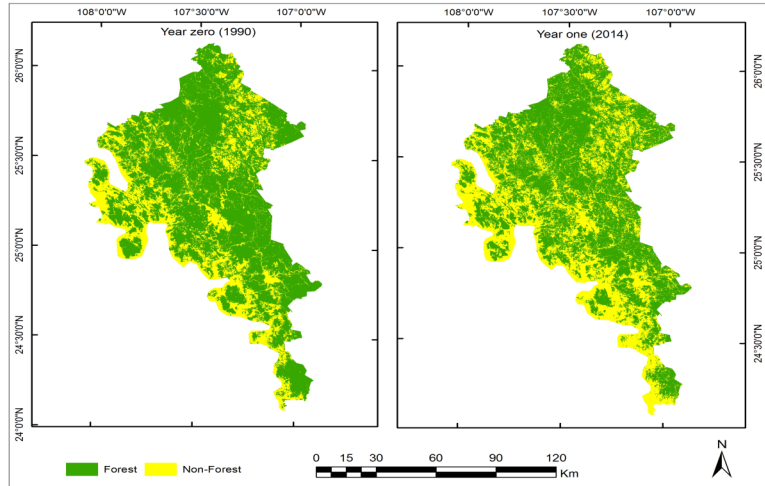 108°0'0"W 107°30'0"W 107°0'0"W 108°0'0"W 107°30'0"W 107°0'0"W
Year zero (1990) Year one (2014)
26°0'0"N 26°0'0"N
25°30'0"N 25°30'0"N
25°0'0"N 25°0'0"N
24°30'0"N 24°30'0"N
24°0'0"N
Forest Non-Forest
0 15 30 60 90 120
Km
N